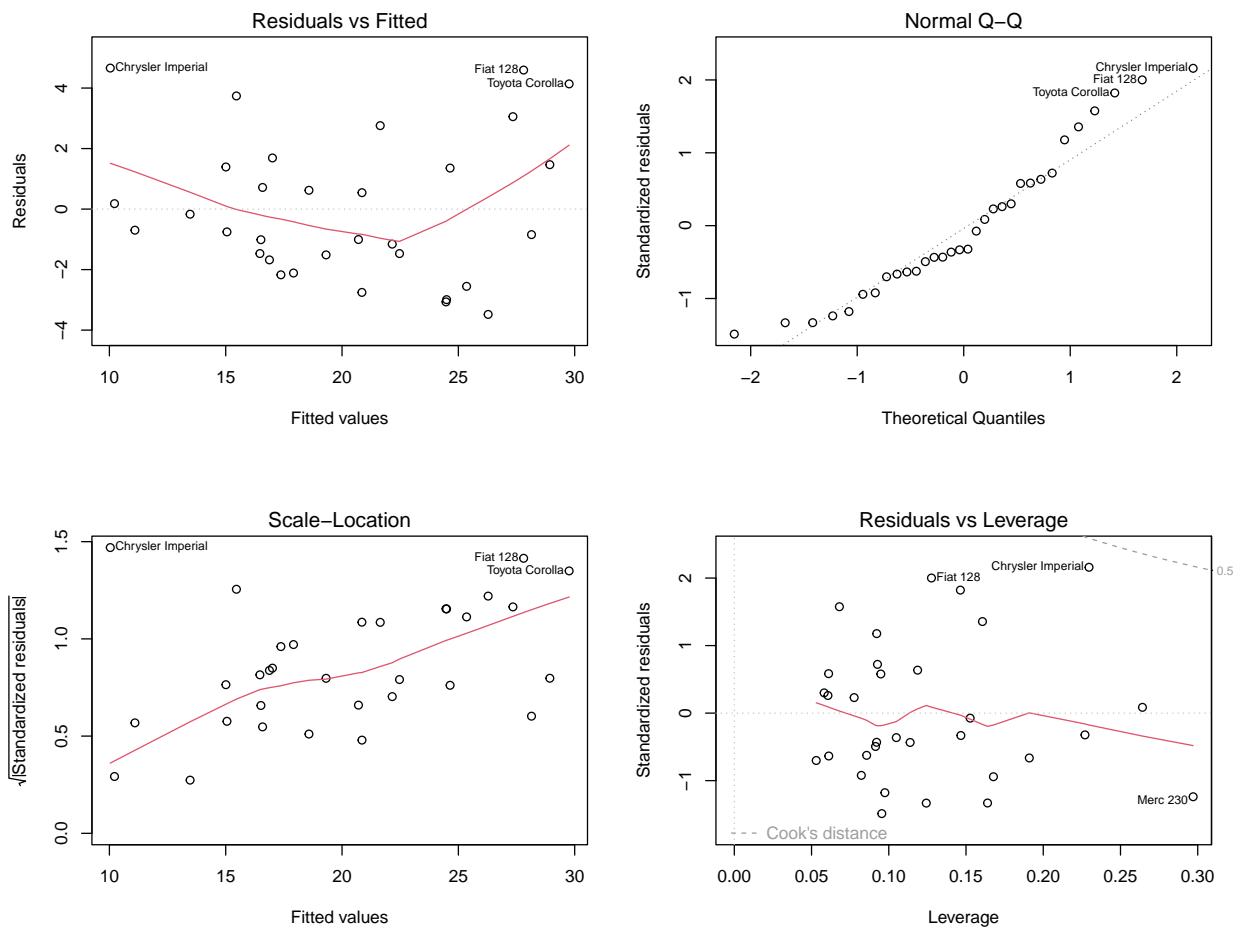 Residuals vs Fitted
Chrysler Imperial
Fiat 128
Toyota Corolla
Residuals
4
2
0
−2
−4
10 15 20 25 30
Fitted values
Normal Q−Q
Chrysler Imperial
Fiat 128
Toyota Corolla
Standardized residuals
2
1
0
−1
−2 −1 0 1 2
Theoretical Quantiles
Scale−Location
Chrysler Imperial
Fiat 128
Toyota Corolla
√|Standardized residuals|
1.5
1.0
0.5
0.0
10 15 20 25 30
Fitted values
Residuals vs Leverage
Chrysler Imperial
Fiat 128
0.5
Merc 230
Cook's distance
Standardized residuals
2
1
0
−1
0.00 0.05 0.10 0.15 0.20 0.25 0.30
Leverage